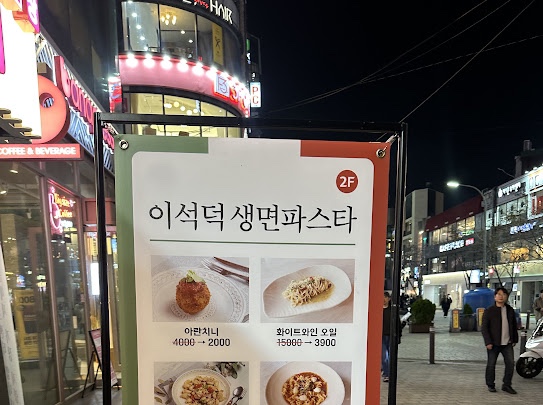 HAIR
PC
COFFEE & BEVERAGE
2F
이석덕 생면파스타
아란치니
4000 → 2000
화이트와인 오일
15000 → 3900